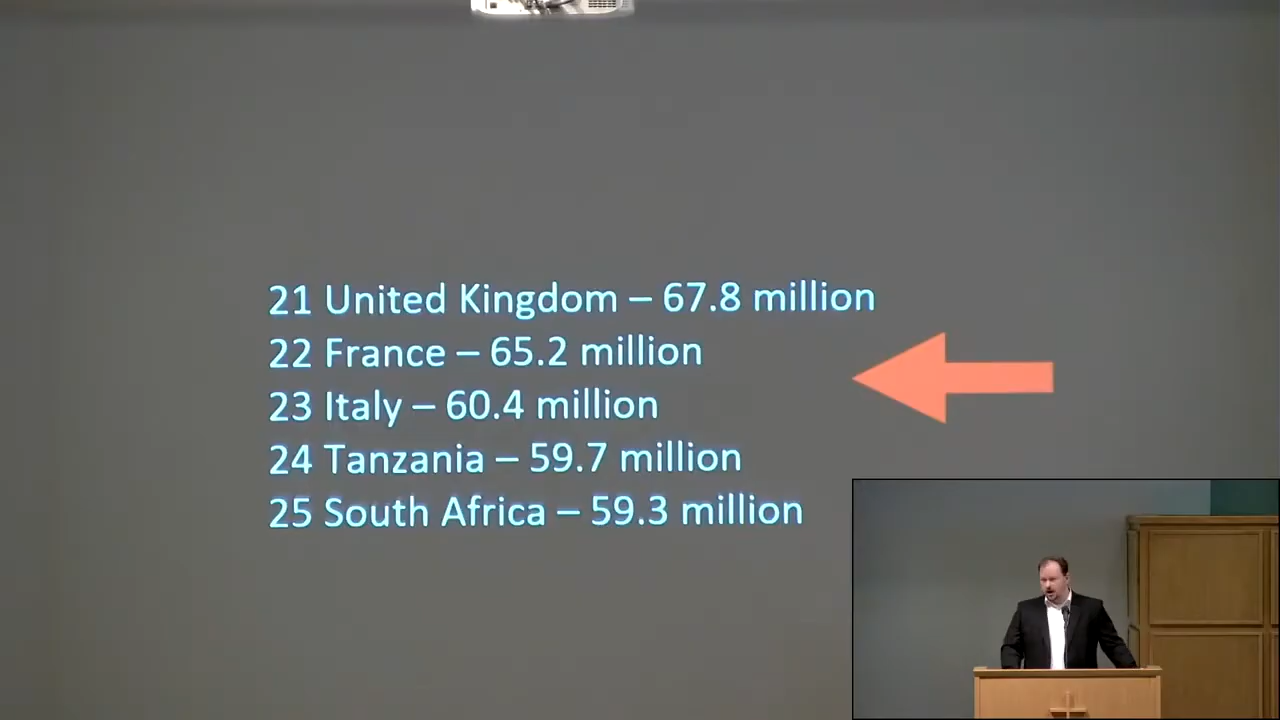 21 United Kingdom – 67.8 million
22 France – 65.2 million
23 Italy – 60.4 million
24 Tanzania – 59.7 million
25 South Africa – 59.3 million